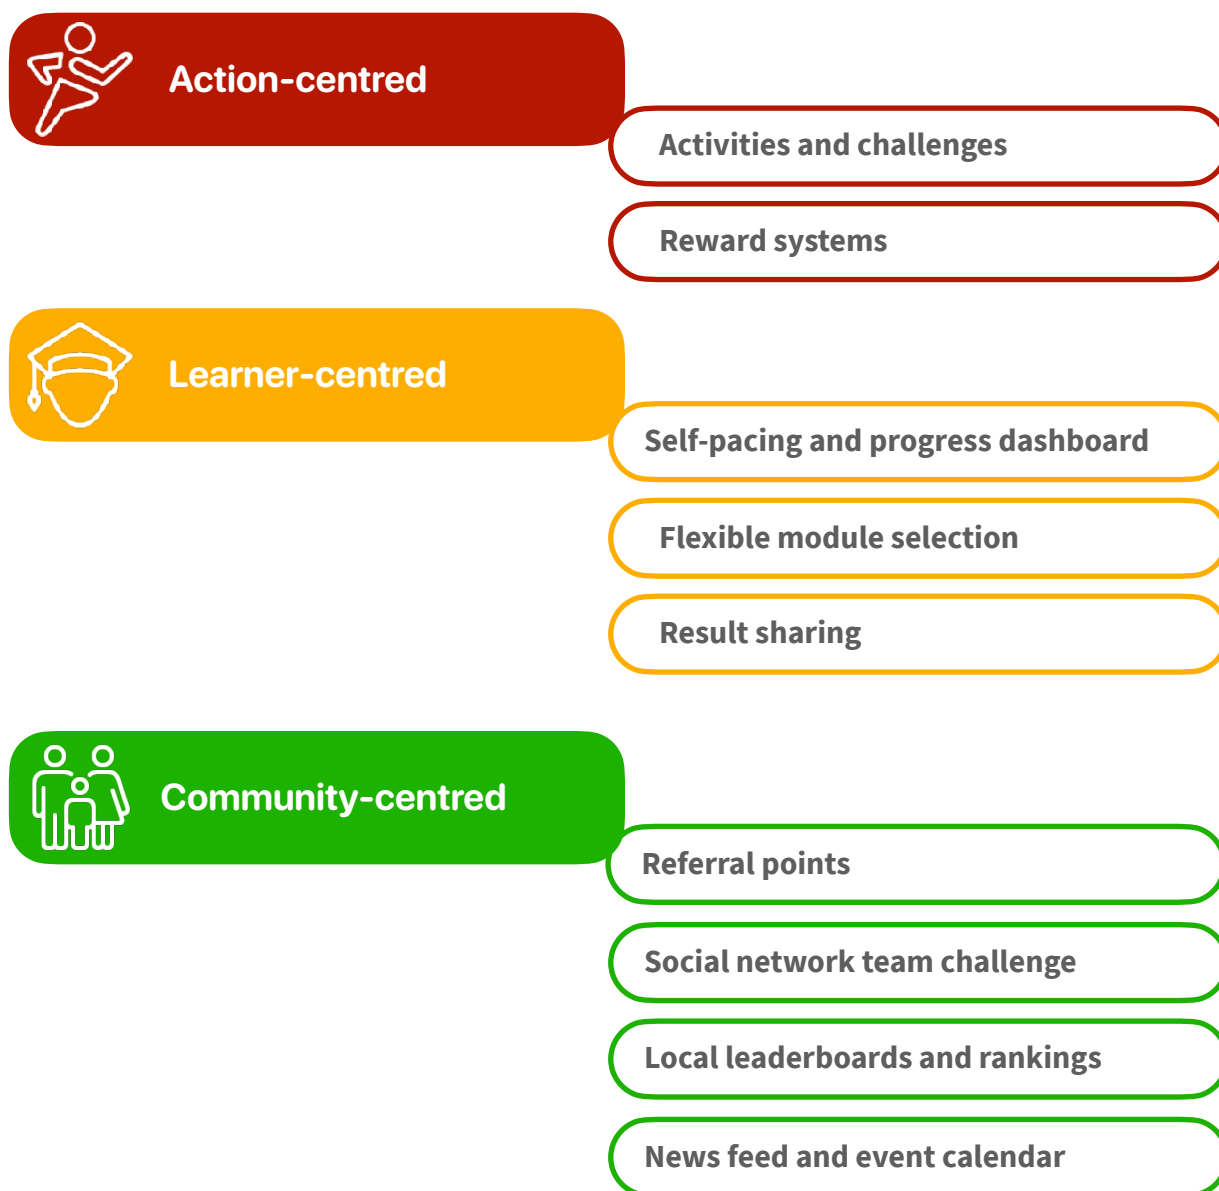 Action-centred
Activities and challenges
Reward systems
Learner-centred
Self-pacing and progress dashboard
Flexible module selection
Result sharing
Community-centred
Referral points
Social network team challenge
Local leaderboards and rankings
News feed and event calendar